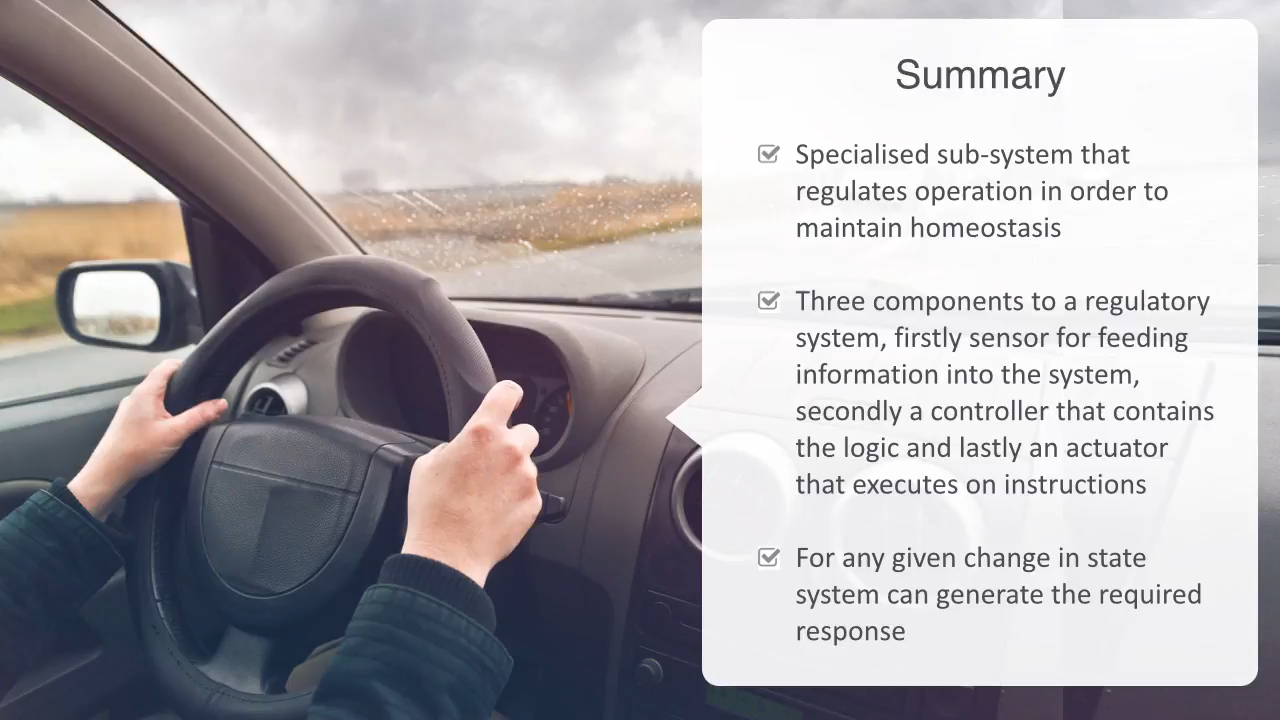 Summary
Specialised sub-system that
regulates operation in order to
maintain homeostasis
Three components to a regulatory
system, firstly sensor for feeding
information into the system,
secondly a controller that contains
the logic and lastly an actuator
that executes on instructions
For any given change in state
system can generate the required
response